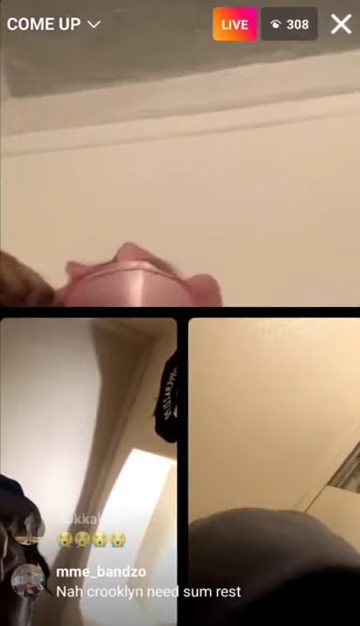 COME UP
LIVE
308
😭😭😭😭
mme_bandzo
Nah crooklyn need sum rest